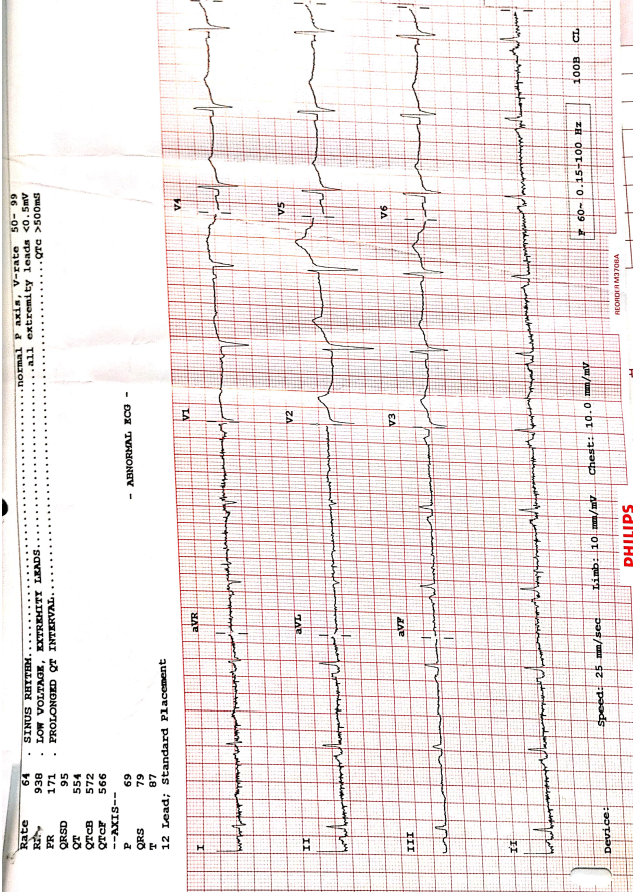 Rate 64 . SINUS RHYTHM...........................normal P axis, V-rate 50- 99
RR 938 . LOW VOLTAGE, EXTREMITY LEADS...............all extremity leads <0.5mV
PR 171 . PROLONGED QT INTERVAL..............................QTc >500mS
QRSD 95
QT 554
QTcB 572
QTcF 566
--AXIS--
P 69
QRS 79
T 87
- ABNORMAL ECG -
12 Lead; Standard Placement
I aVR V1 V4
II aVL V2 V5
III aVF V3 V6
II
Device: Speed: 25 mm/sec Limb: 10 mm/mV Chest: 10.0 mm/mV F 60~ 0.15-100 Hz 100B CL
PHILIPS